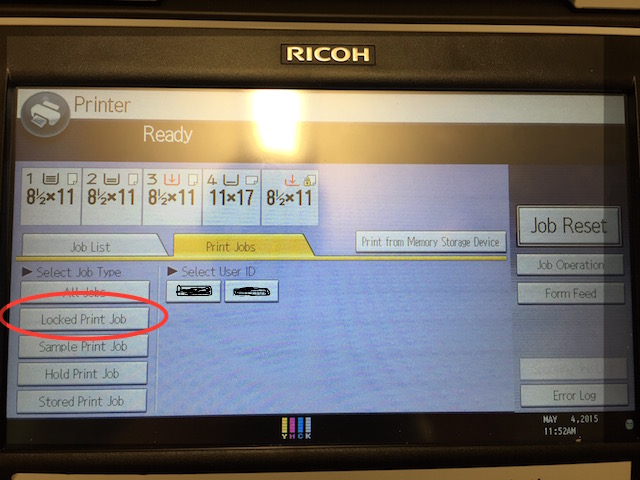 RICOH
Printer
Ready
1 2 3 4
8½×11 8½×11 8½×11 11×17 8½×11
Job List Print Jobs Print from Memory Storage Device
Job Reset
Job Operation
Form Feed
▶ Select Job Type ▶ Select User ID
All Jobs
Locked Print Job
Sample Print Job
Hold Print Job
Stored Print Job
Error Log
Y M C K
MAY 4,2015
11:52AM